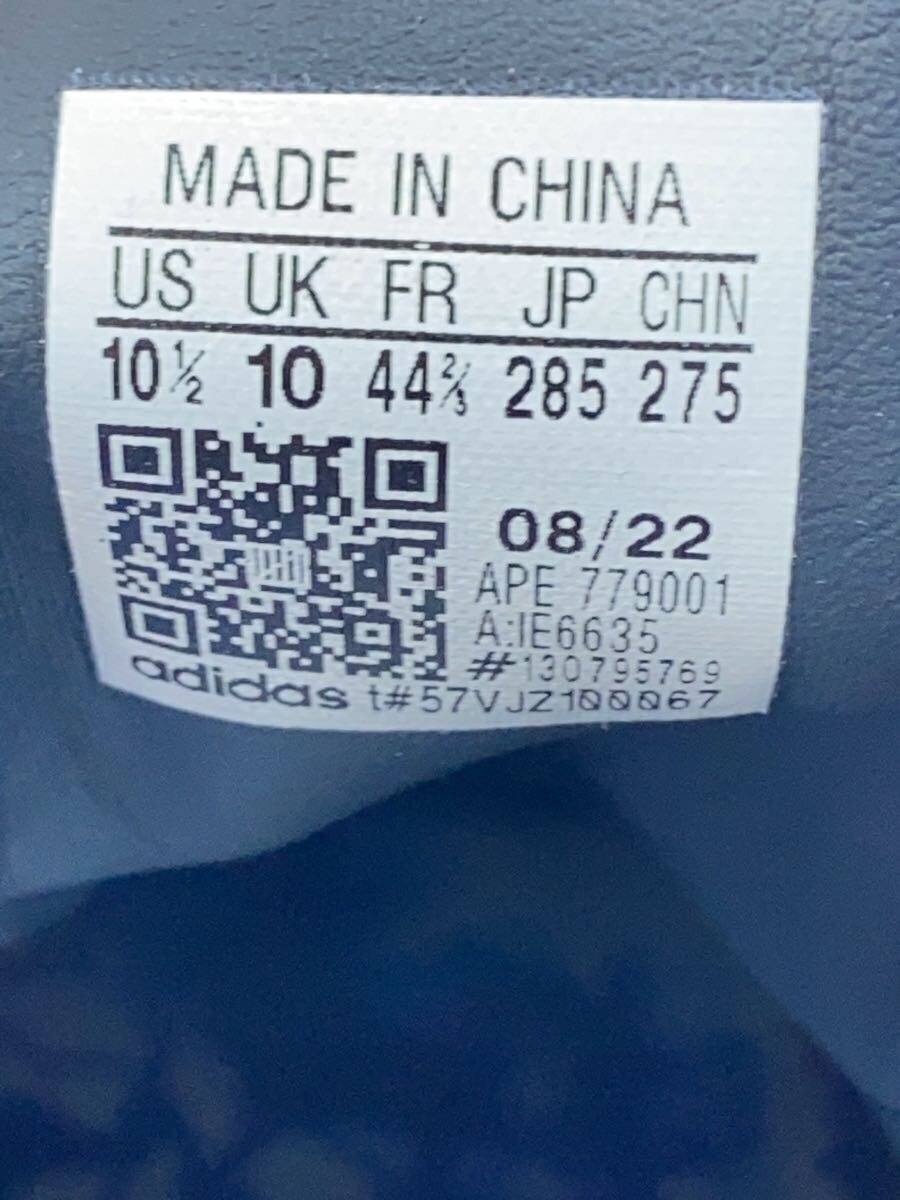 MADE IN CHINA
US UK FR JP CHN
10½ 10 44⅔ 285 275
08/22
APE 779001
A:IE6635
#130795769
adidas t#57VJZ100067